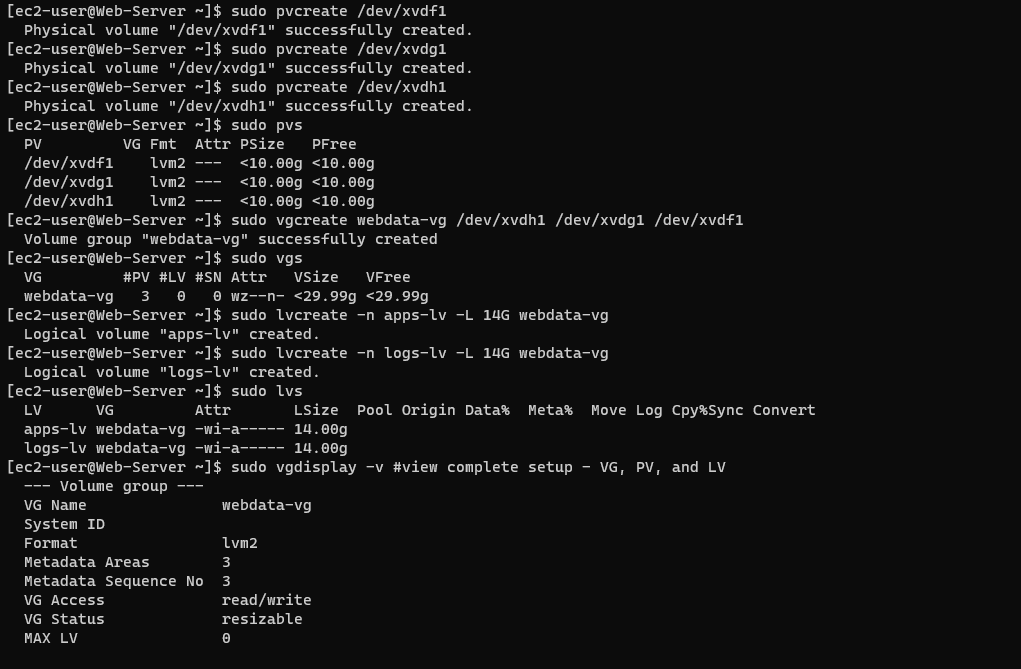 [ec2-user@Web-Server ~]$ sudo pvcreate /dev/xvdf1
  Physical volume "/dev/xvdf1" successfully created.
[ec2-user@Web-Server ~]$ sudo pvcreate /dev/xvdg1
  Physical volume "/dev/xvdg1" successfully created.
[ec2-user@Web-Server ~]$ sudo pvcreate /dev/xvdh1
  Physical volume "/dev/xvdh1" successfully created.
[ec2-user@Web-Server ~]$ sudo pvs
  PV         VG Fmt  Attr PSize   PFree
  /dev/xvdf1    lvm2 ---  <10.00g <10.00g
  /dev/xvdg1    lvm2 ---  <10.00g <10.00g
  /dev/xvdh1    lvm2 ---  <10.00g <10.00g
[ec2-user@Web-Server ~]$ sudo vgcreate webdata-vg /dev/xvdh1 /dev/xvdg1 /dev/xvdf1
  Volume group "webdata-vg" successfully created
[ec2-user@Web-Server ~]$ sudo vgs
  VG         #PV #LV #SN Attr   VSize   VFree
  webdata-vg   3   0   0 wz--n- <29.99g <29.99g
[ec2-user@Web-Server ~]$ sudo lvcreate -n apps-lv -L 14G webdata-vg
  Logical volume "apps-lv" created.
[ec2-user@Web-Server ~]$ sudo lvcreate -n logs-lv -L 14G webdata-vg
  Logical volume "logs-lv" created.
[ec2-user@Web-Server ~]$ sudo lvs
  LV      VG         Attr       LSize  Pool Origin Data%  Meta%  Move Log Cpy%Sync Convert
  apps-lv webdata-vg -wi-a----- 14.00g
  logs-lv webdata-vg -wi-a----- 14.00g
[ec2-user@Web-Server ~]$ sudo vgdisplay -v #view complete setup - VG, PV, and LV
  --- Volume group ---
  VG Name               webdata-vg
  System ID
  Format                lvm2
  Metadata Areas        3
  Metadata Sequence No  3
  VG Access             read/write
  VG Status             resizable
  MAX LV                0